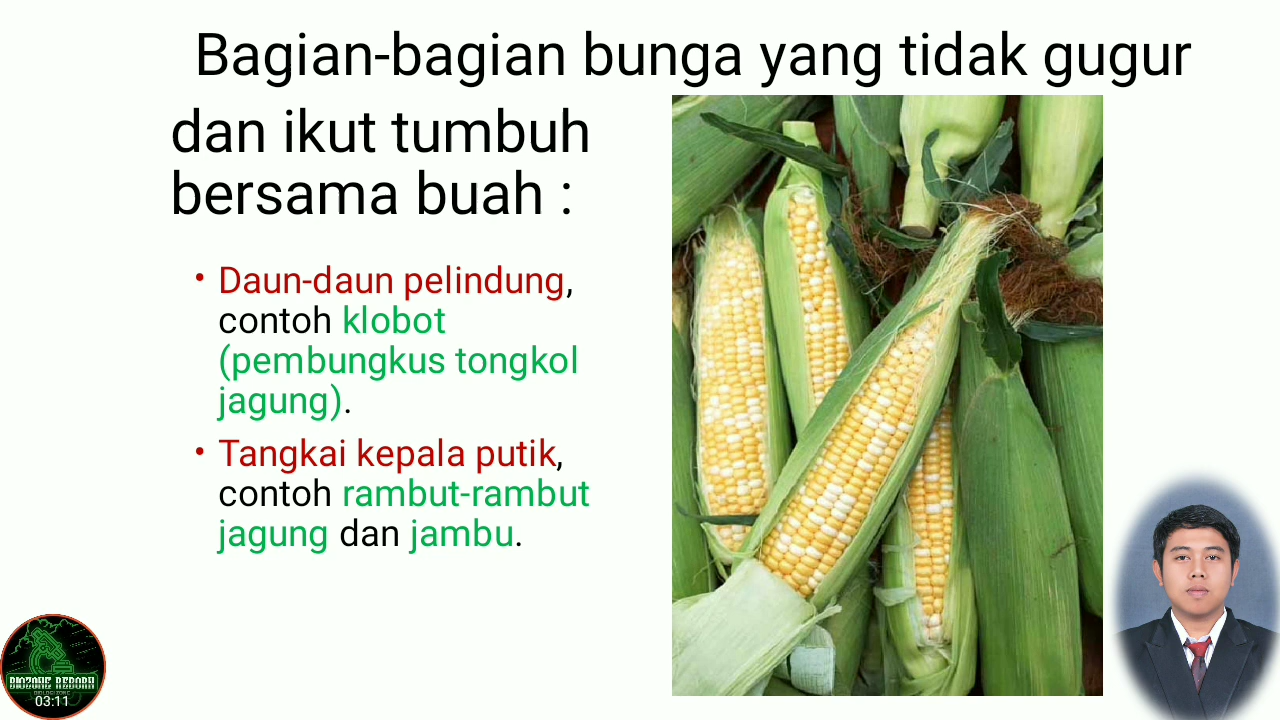 Bagian-bagian bunga yang tidak gugur
dan ikut tumbuh
bersama buah :
• Daun-daun pelindung,
contoh klobot
(pembungkus tongkol
jagung).
• Tangkai kepala putik,
contoh rambut-rambut
jagung dan jambu.
BIOZONE REBORN
03:11